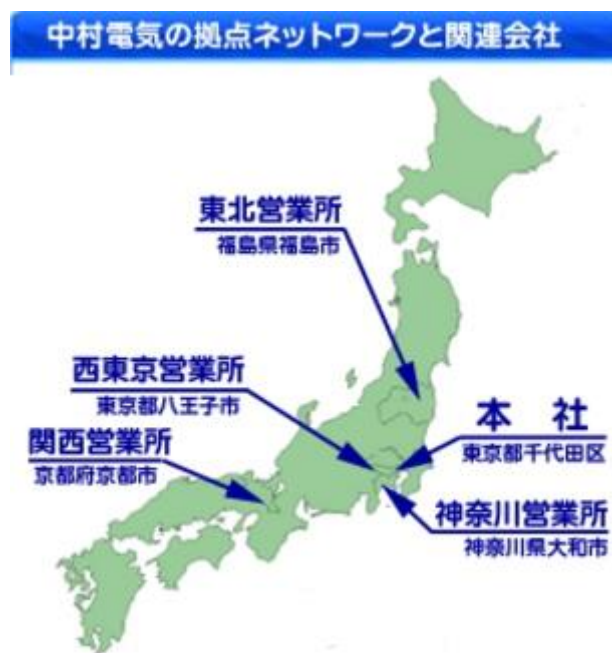 中村電気の拠点ネットワークと関連会社
東北営業所
福島県福島市
西東京営業所
東京都八王子市
本　社
東京都千代田区
関西営業所
京都府京都市
神奈川営業所
神奈川県大和市